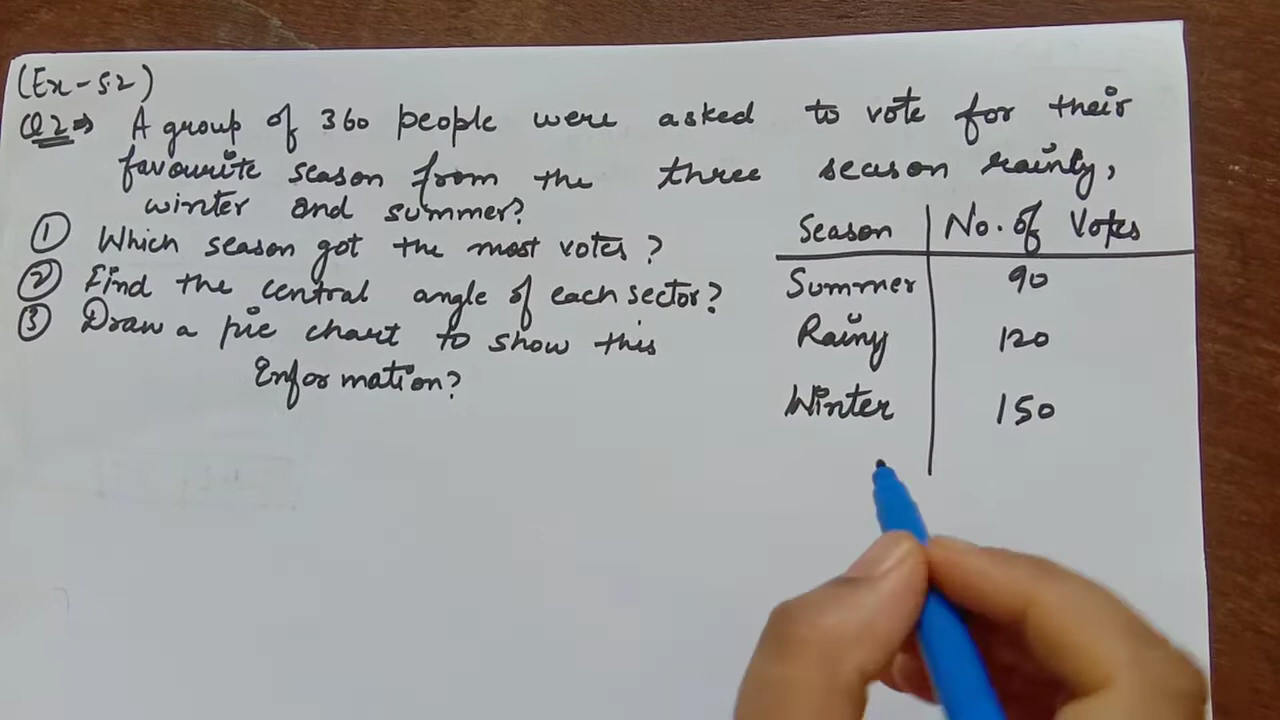 (Ex-5.2)
Q2⇒ A group of 360 people were asked to vote for their
favourite season from the three season rainly,
winter and summer?
① Which season got the most votes?
② Find the central angle of each sector?
③ Draw a pie chart to show this
Enformation?
Season No. of Votes
Summer 90
Rainy 120
Winter 150